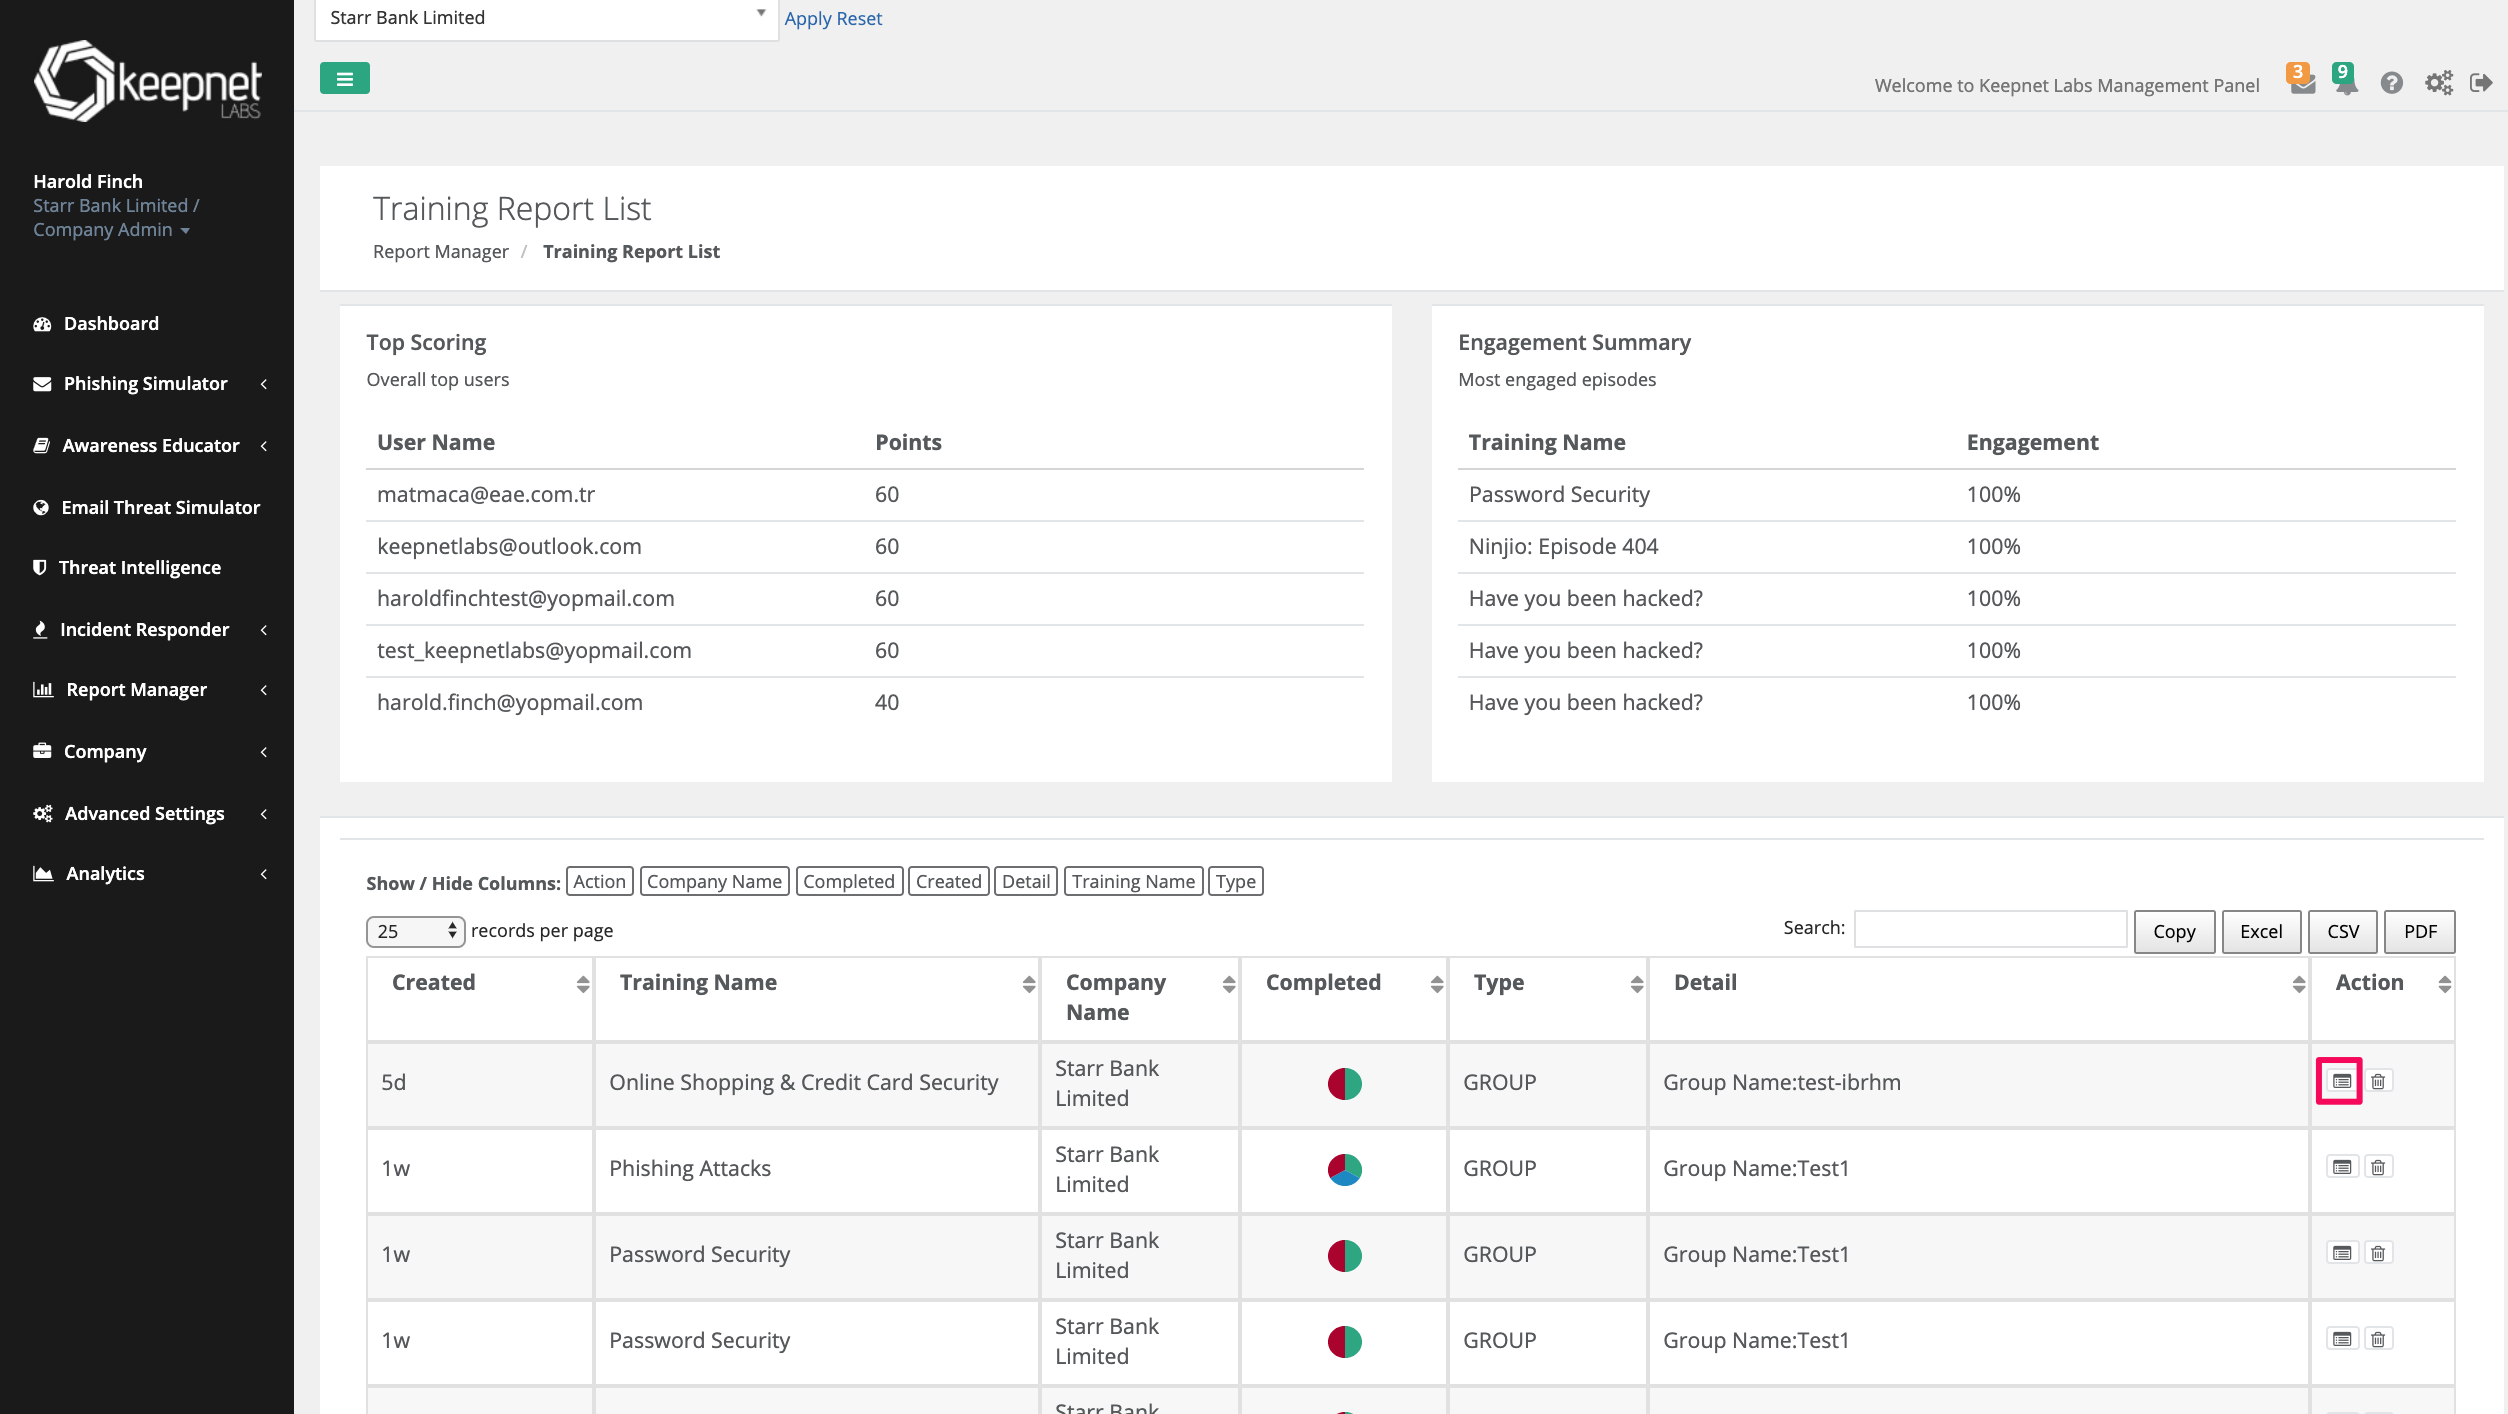 Starr Bank Limited
Apply Reset
keepnet
LABS
Welcome to Keepnet Labs Management Panel
3
9
Harold Finch
Starr Bank Limited /
Company Admin
Dashboard
Phishing Simulator
Awareness Educator
Email Threat Simulator
Threat Intelligence
Incident Responder
Report Manager
Company
Advanced Settings
Analytics
Training Report List
Report Manager / Training Report List
Top Scoring
Overall top users
User Name Points
matmaca@eae.com.tr 60
keepnetlabs@outlook.com 60
haroldfinchtest@yopmail.com 60
test_keepnetlabs@yopmail.com 60
harold.finch@yopmail.com 40
Engagement Summary
Most engaged episodes
Training Name Engagement
Password Security 100%
Ninjio: Episode 404 100%
Have you been hacked? 100%
Have you been hacked? 100%
Have you been hacked? 100%
Show / Hide Columns: Action Company Name Completed Created Detail Training Name Type
25 records per page
Search: Copy Excel CSV PDF
Created Training Name Company Name Completed Type Detail Action
5d Online Shopping & Credit Card Security Starr Bank Limited GROUP Group Name:test-ibrhm
1w Phishing Attacks Starr Bank Limited GROUP Group Name:Test1
1w Password Security Starr Bank Limited GROUP Group Name:Test1
1w Password Security Starr Bank Limited GROUP Group Name:Test1
Starr Bank